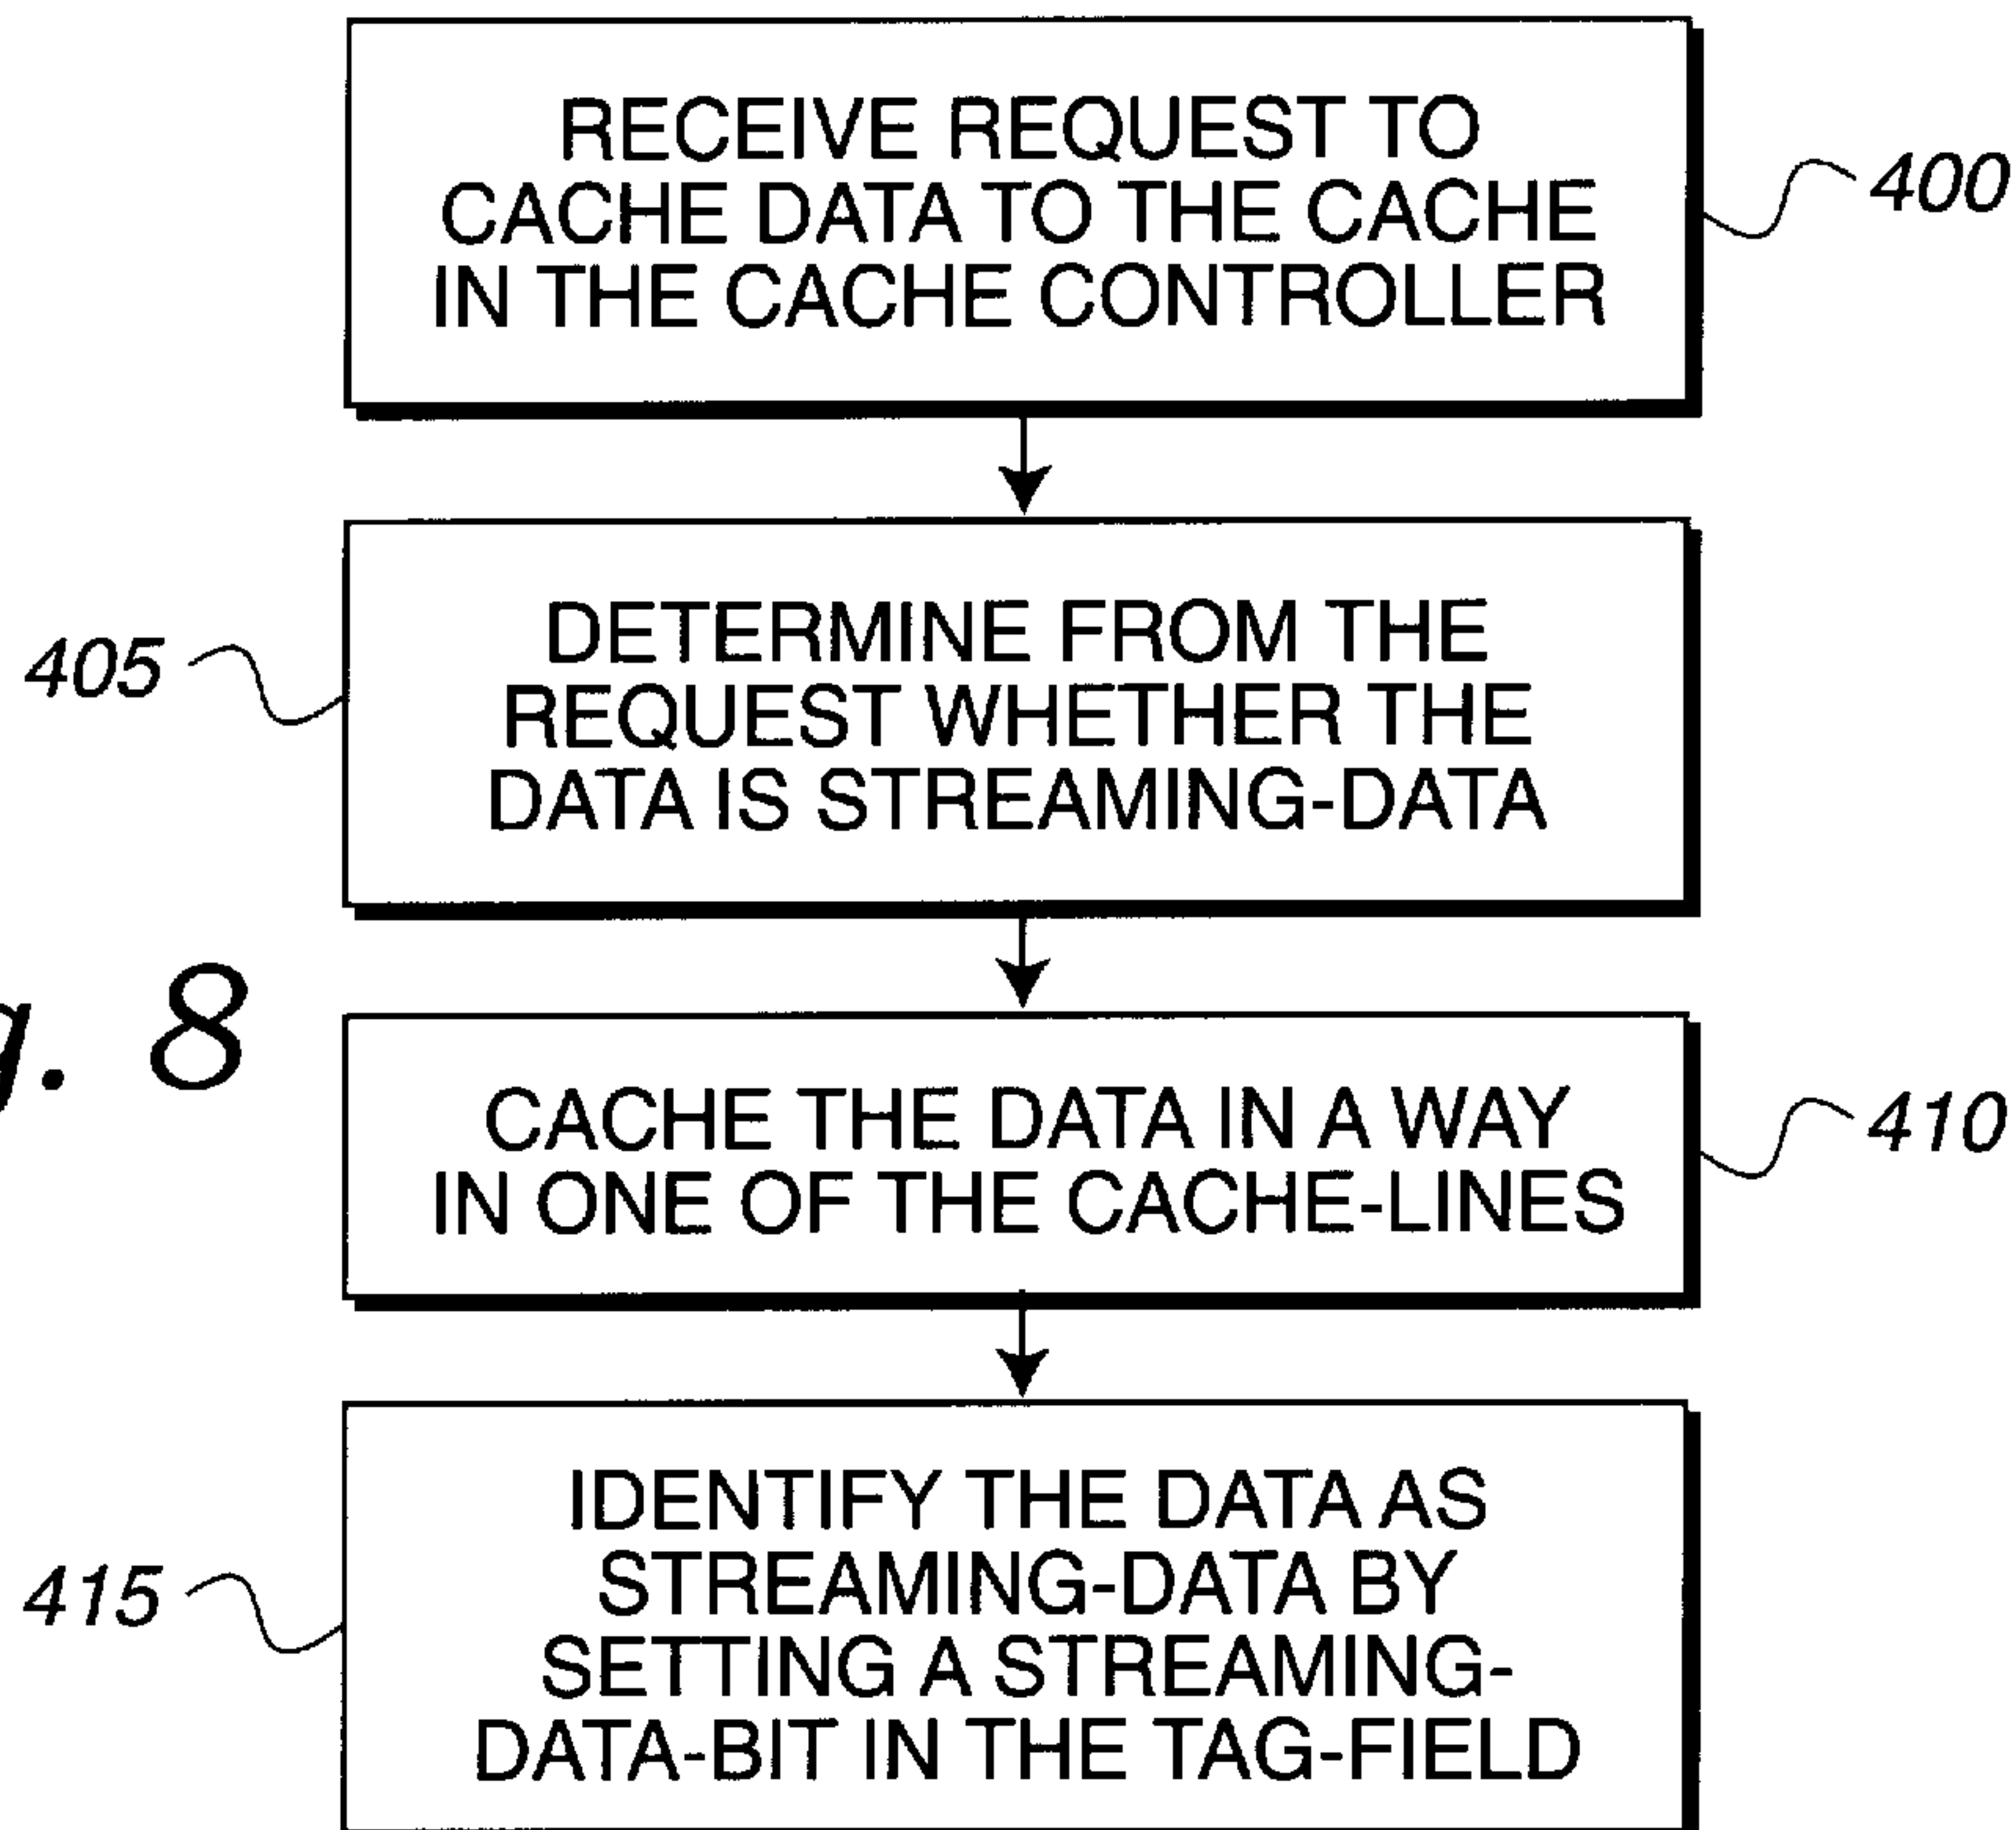 RECEIVE REQUEST TO
CACHE DATA TO THE CACHE
IN THE CACHE CONTROLLER
400
DETERMINE FROM THE
REQUEST WHETHER THE
DATA IS STREAMING-DATA
405
g. 8
CACHE THE DATA IN A WAY
IN ONE OF THE CACHE-LINES
410
IDENTIFY THE DATA AS
STREAMING-DATA BY
SETTING A STREAMING-
DATA-BIT IN THE TAG-FIELD
415